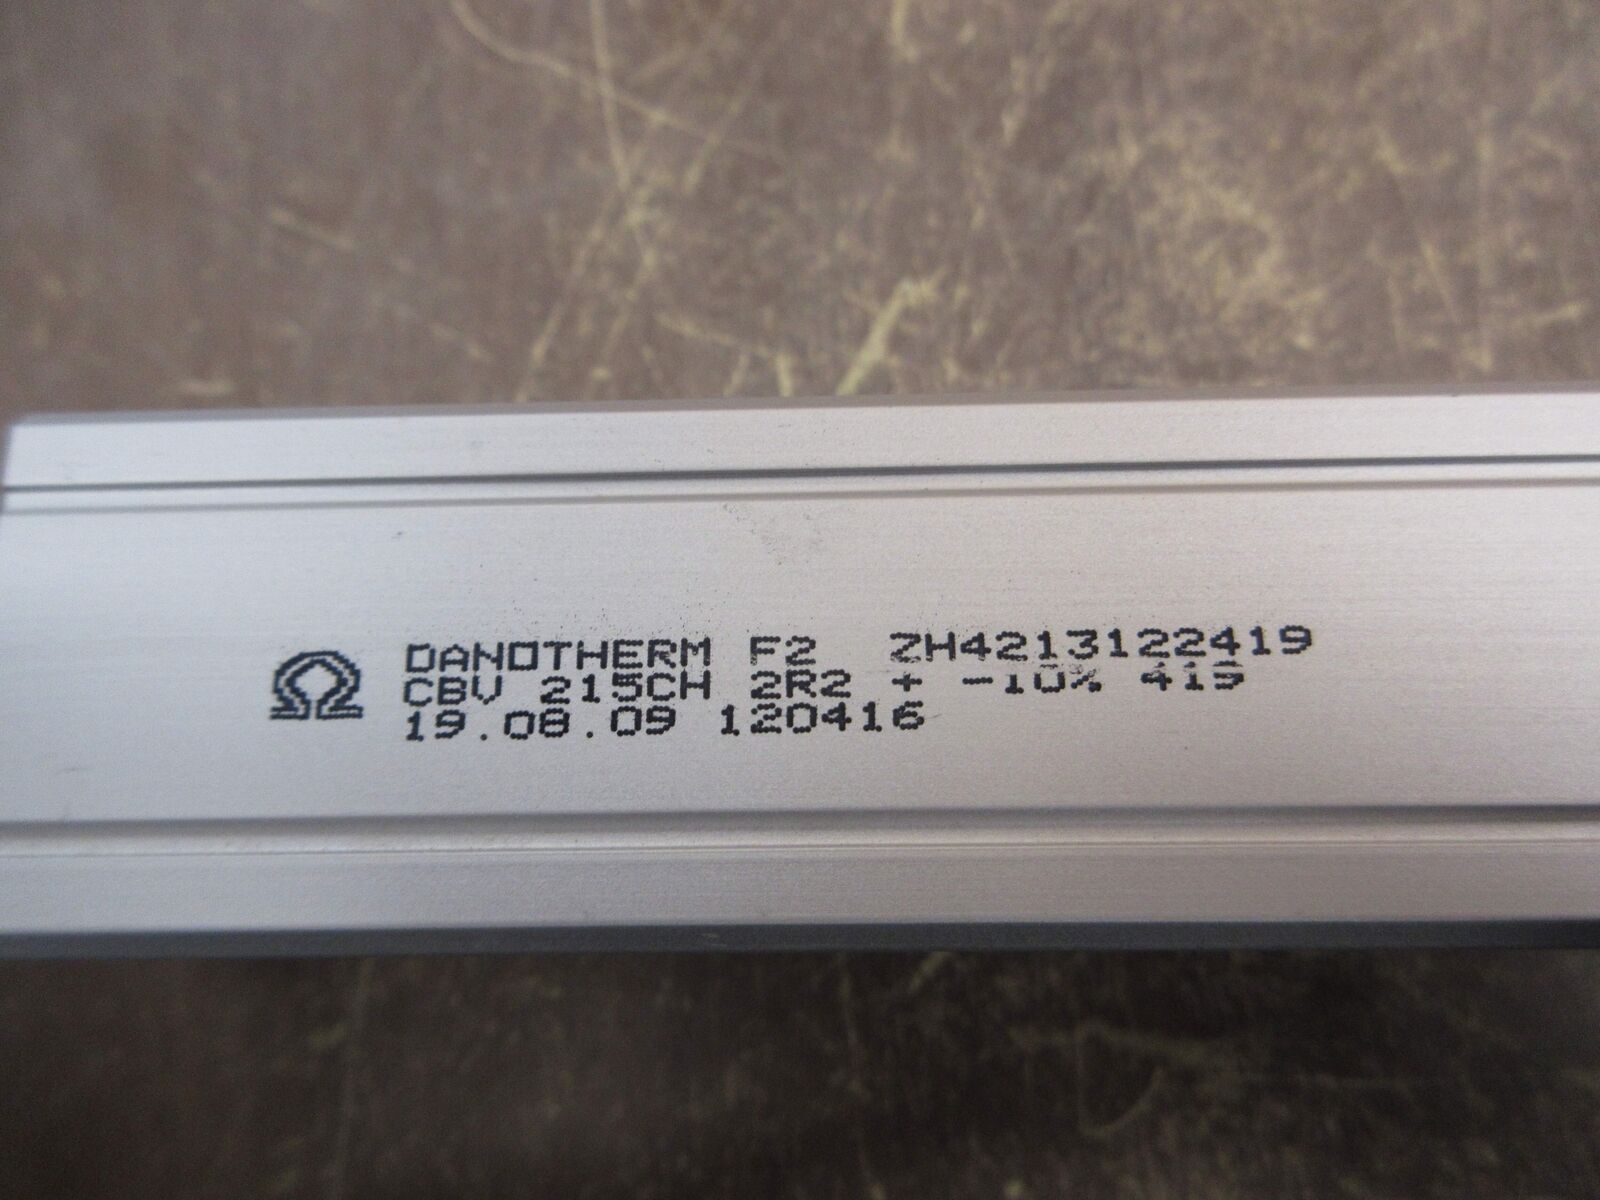 Ω DANOTHERM F2 ZH4213122419
CBV 215CH 2R2 + -10% 419
19.08.09 120416